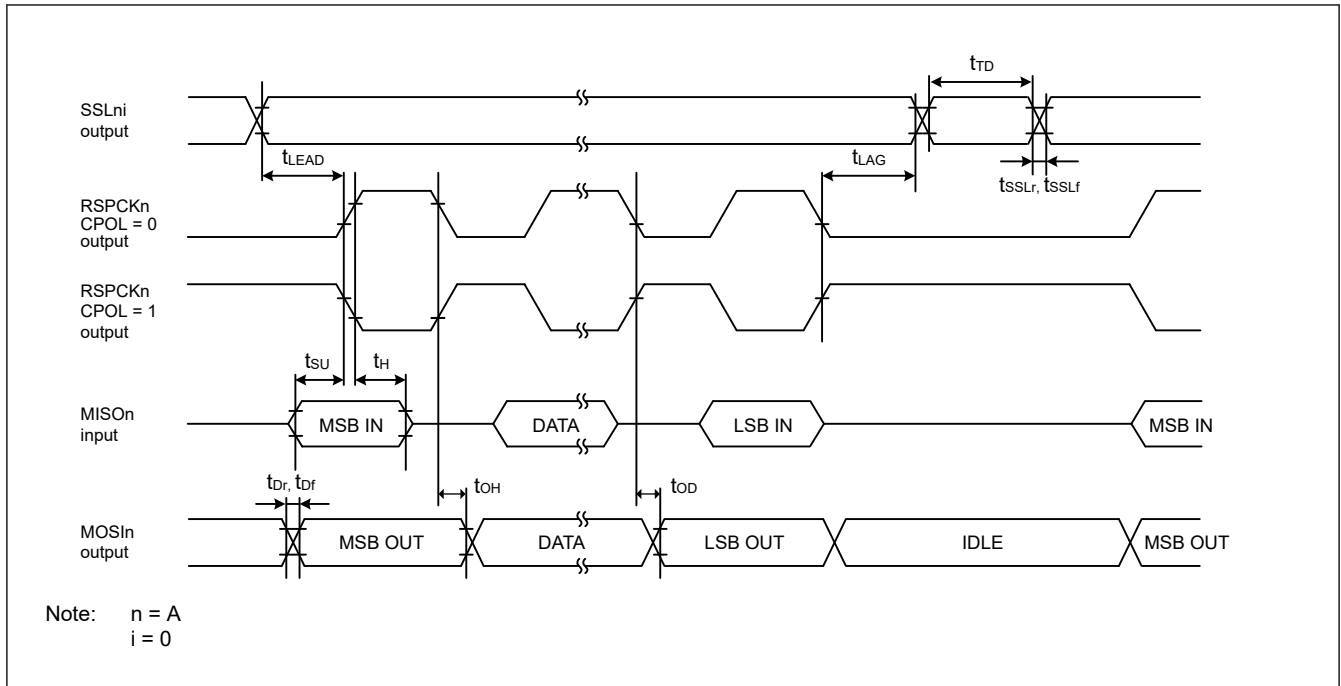 tTD
SSLni
output
tLEAD
tLAG
tSSLr, tSSLf
RSPCKn
CPOL = 0
output
RSPCKn
CPOL = 1
output
tSU
tH
MISOn
input
MSB IN
DATA
LSB IN
MSB IN
tDr, tDf
tOH
tOD
MOSIn
output
MSB OUT
DATA
LSB OUT
IDLE
MSB OUT
Note: n = A
i = 0